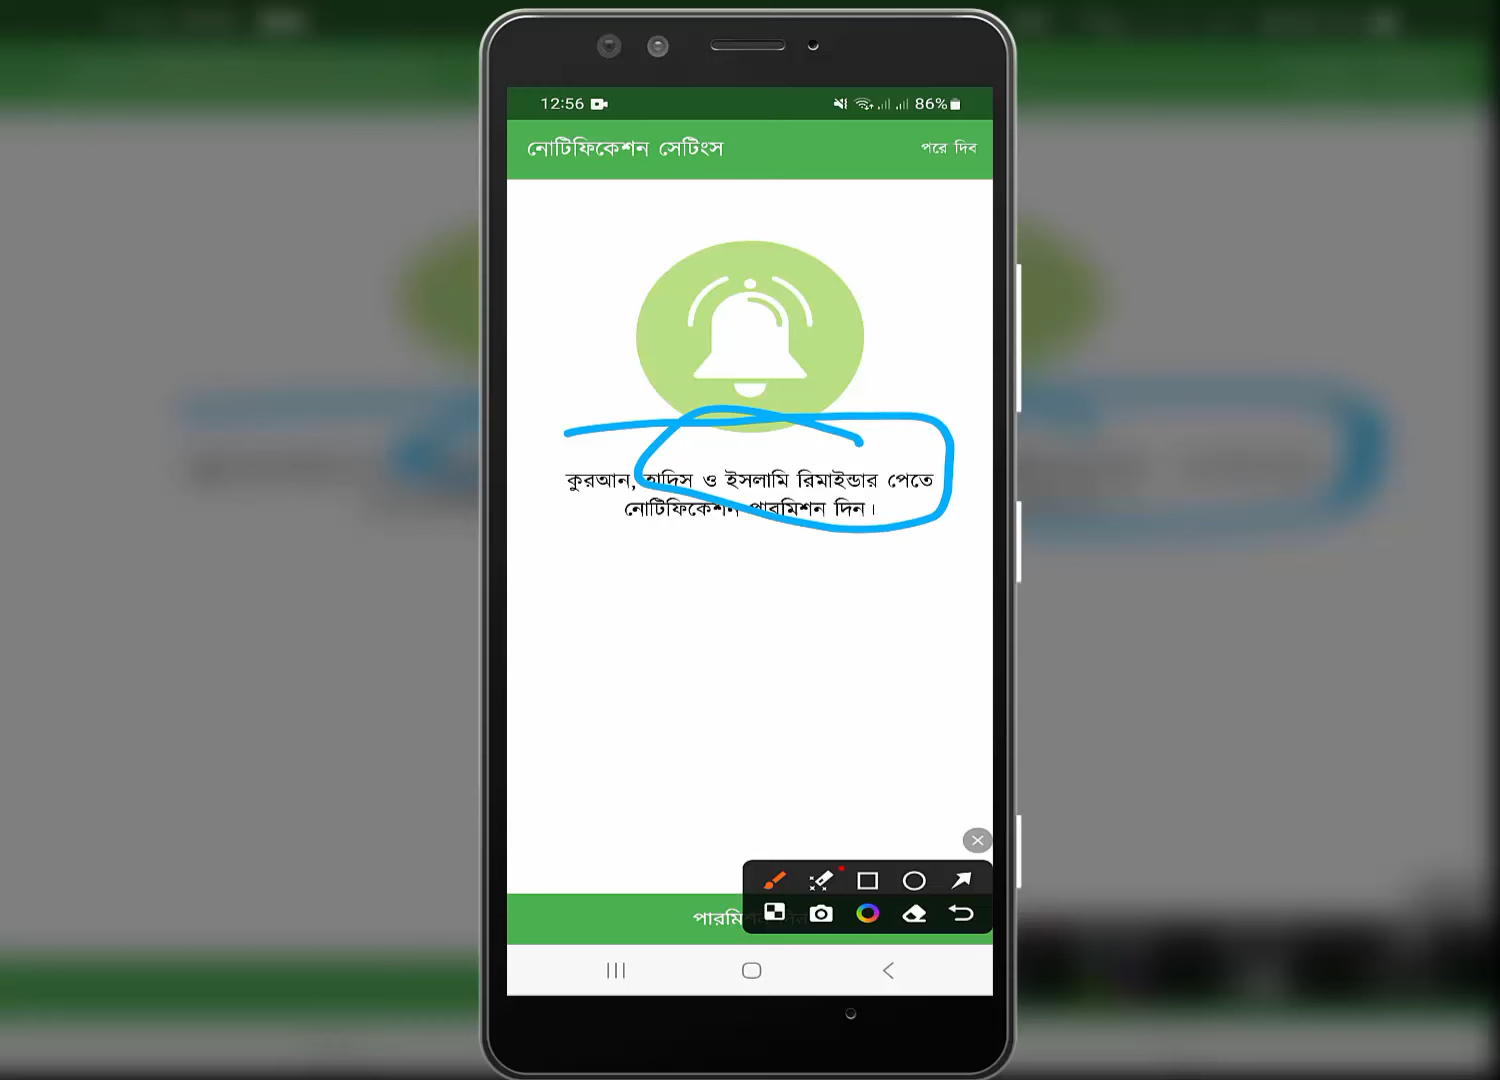 12:56
86%
নোটিফিকেশন সেটিংস
পরে দিব
কুরআন, হাদিস ও ইসলামি রিমাইন্ডার পেতে
নোটিফিকেশন পারমিশন দিন।